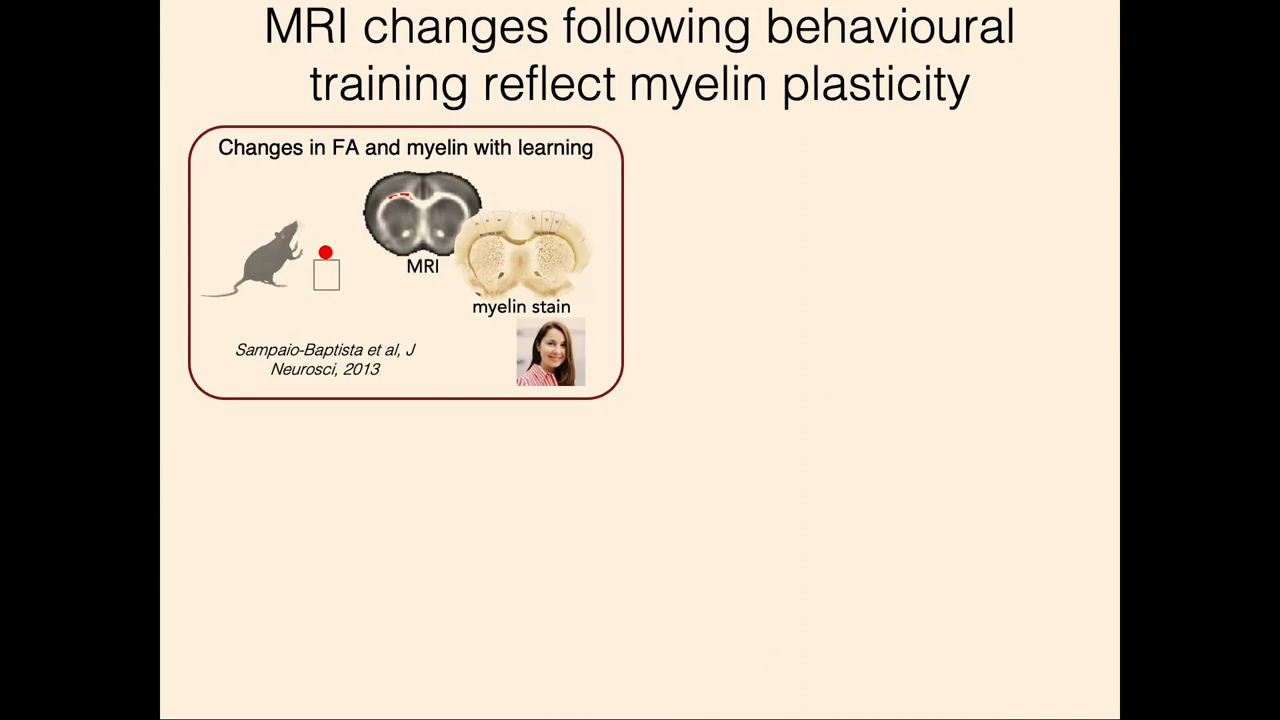 MRI changes following behavioural
training reflect myelin plasticity
Changes in FA and myelin with learning
MRI
myelin stain
Sampaio-Baptista et al, J
Neurosci, 2013